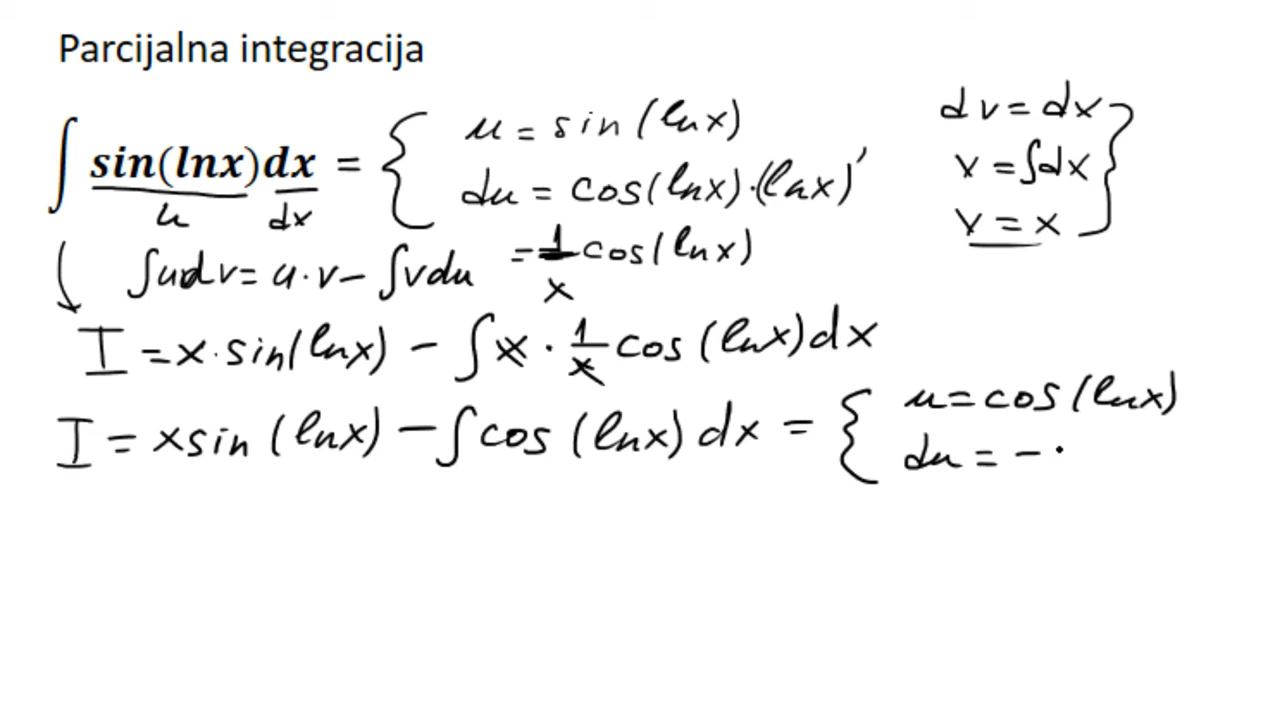 Parcijalna integracija
∫ sin(lnx)dx = { u = sin(lnx) dv = dx }
u dx du = cos(lnx)·(lnx)′ v = ∫dx
v = x
∫udv = u·v − ∫vdu = 1/x cos(lnx)
I = x·sin(lnx) − ∫x · 1/x cos(lnx)dx
I = xsin(lnx) − ∫cos(lnx)dx = { u = cos(lnx)
du = − ·